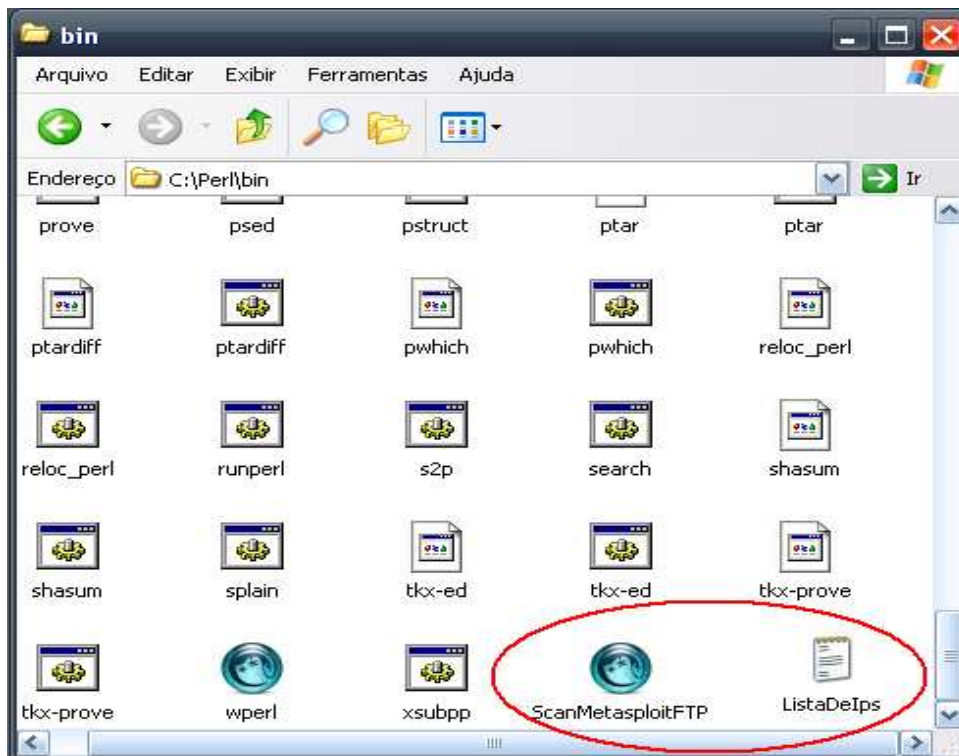 bin
Arquivo Editar Exibir Ferramentas Ajuda
Endereço C:\Perl\bin Ir
prove psed pstruct ptar ptar
ptardiff ptardiff pwhich pwhich reloc_perl
reloc_perl runperl s2p search shasum
shasum splain tkx-ed tkx-ed tkx-prove
tkx-prove wperl xsubpp ScanMetasploitFTP ListaDeIps